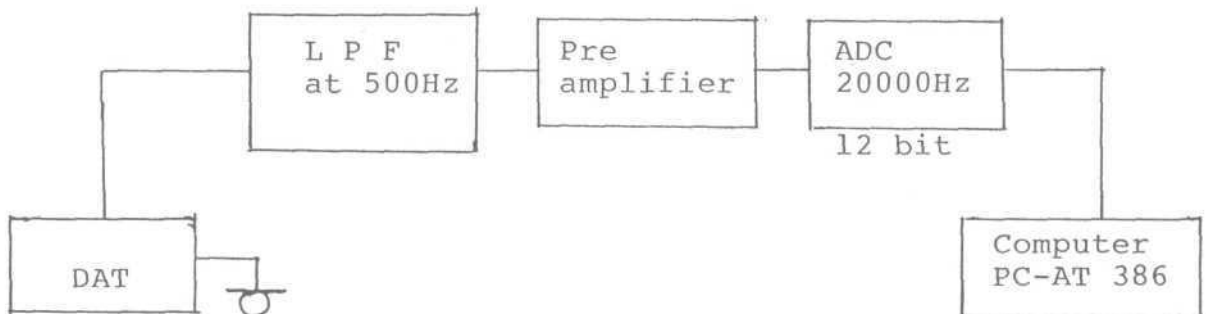 L P F
at 500Hz
Pre
amplifier
ADC
20000Hz
12 bit
DAT
Computer
PC-AT 386